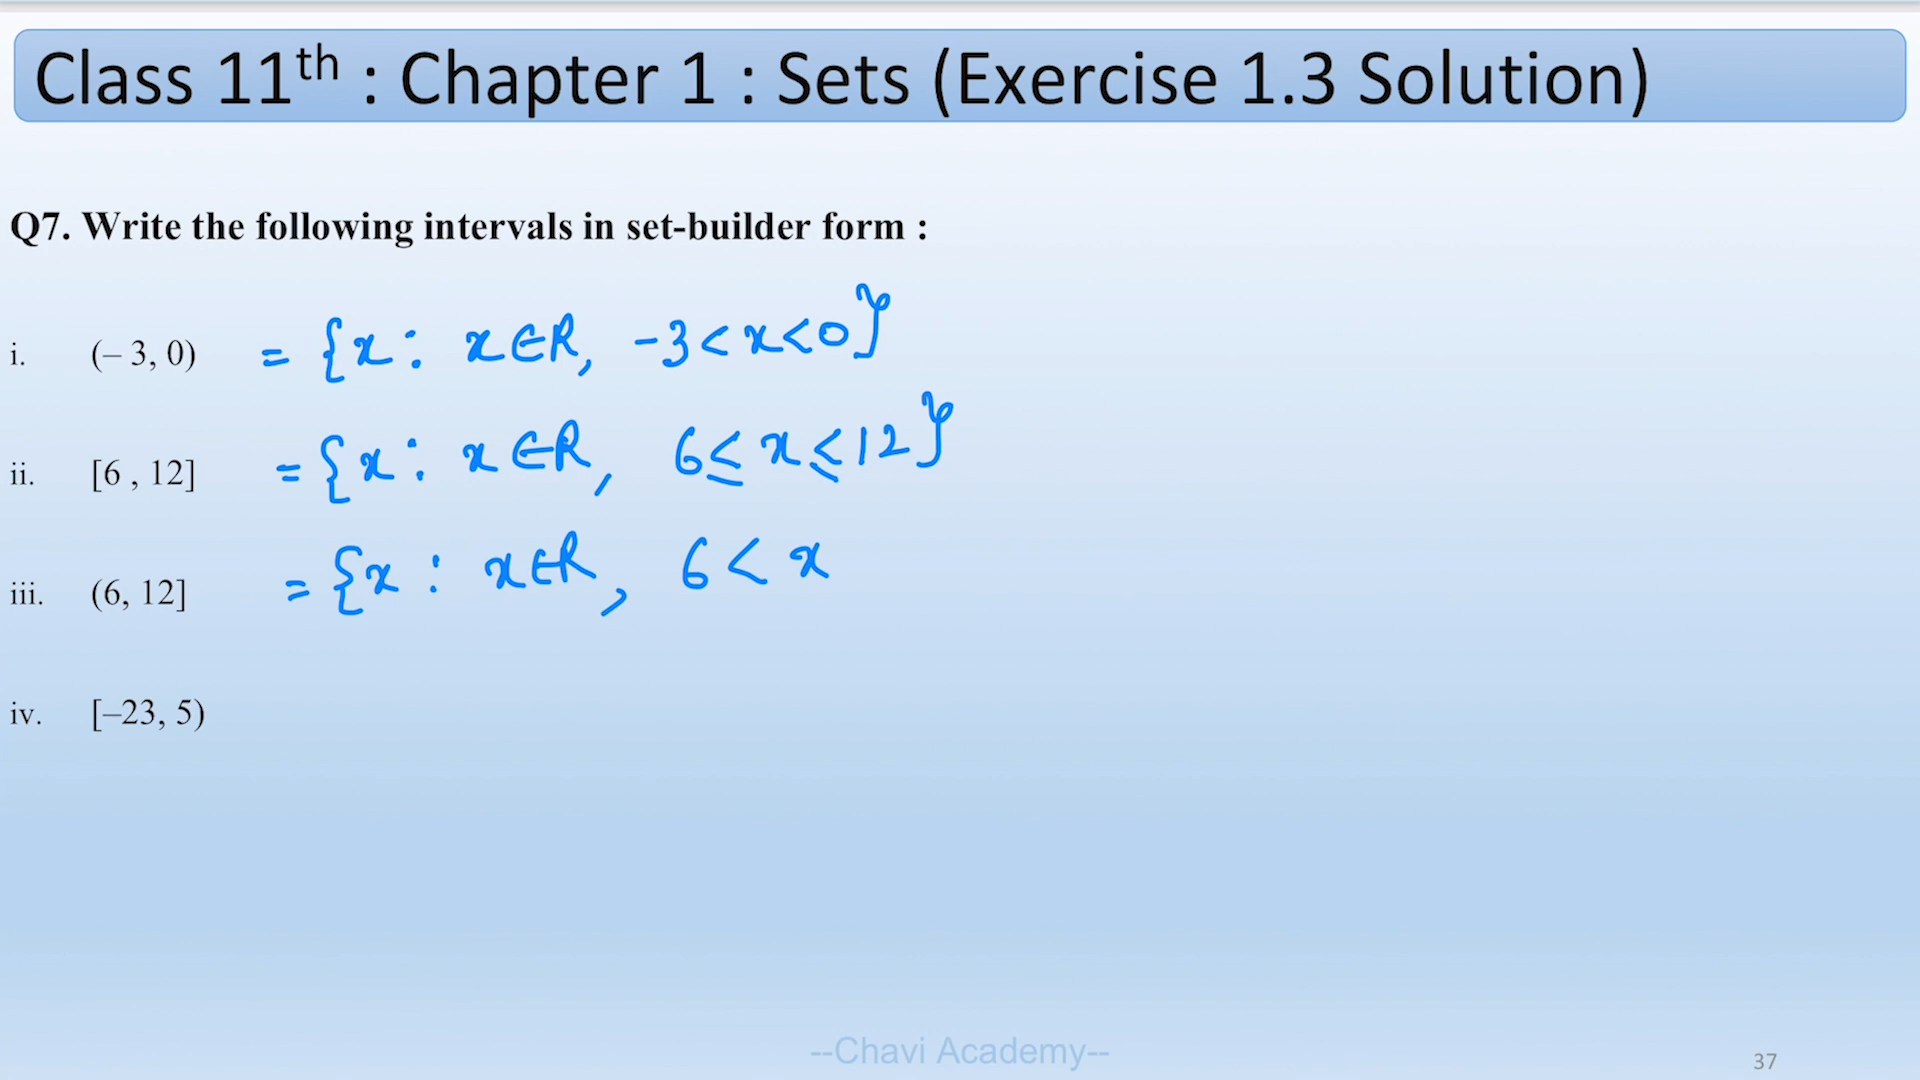 Class 11th : Chapter 1 : Sets (Exercise 1.3 Solution)
Q7. Write the following intervals in set-builder form :
i. (– 3, 0) = {x : x∈R, -3<x<0}
ii. [6 , 12] = {x : x∈R, 6≤x≤12}
iii. (6, 12] = {x : x∈R, 6<x
iv. [–23, 5)
--Chavi Academy--
37